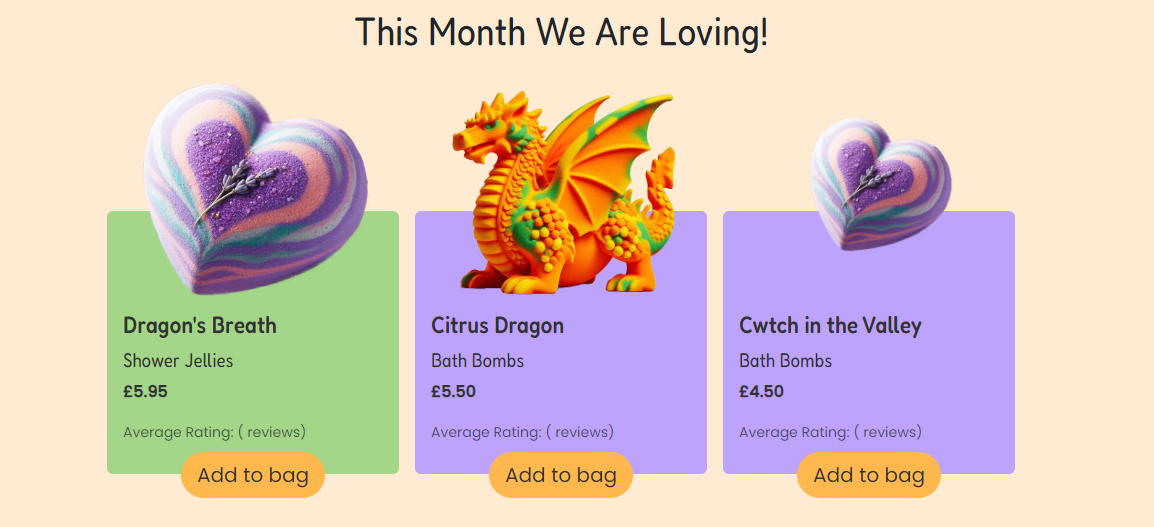 This Month We Are Loving!
Dragon's Breath
Shower Jellies
£5.95
Average Rating: ( reviews)
Add to bag
Citrus Dragon
Bath Bombs
£5.50
Average Rating: ( reviews)
Add to bag
Cwtch in the Valley
Bath Bombs
£4.50
Average Rating: ( reviews)
Add to bag